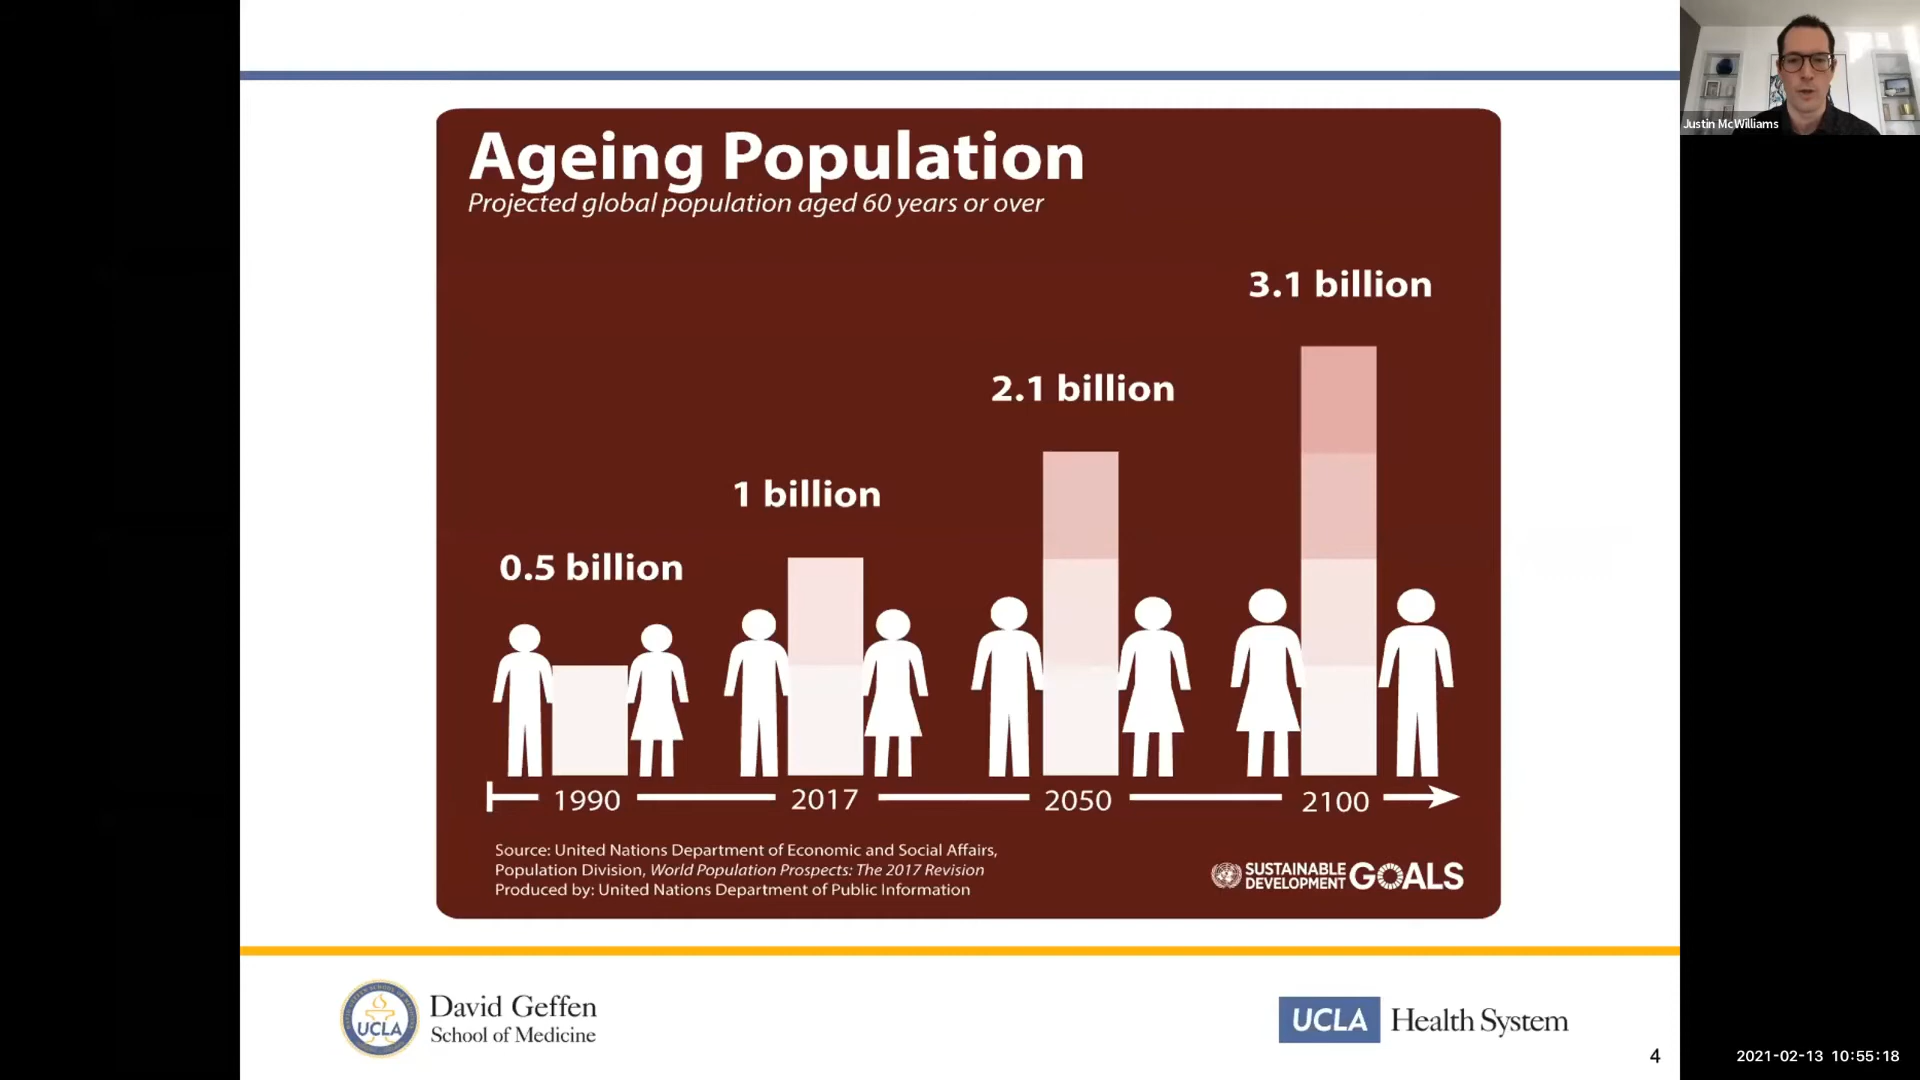 Justin McWilliams
Ageing Population
Projected global population aged 60 years or over
3.1 billion
2.1 billion
1 billion
0.5 billion
1990
2017
2050
2100
Source: United Nations Department of Economic and Social Affairs,
Population Division, World Population Prospects: The 2017 Revision
Produced by: United Nations Department of Public Information
SUSTAINABLE
DEVELOPMENT
GOALS
UCLA
David Geffen
School of Medicine
UCLA Health System
4
2021-02-13 10:55:18